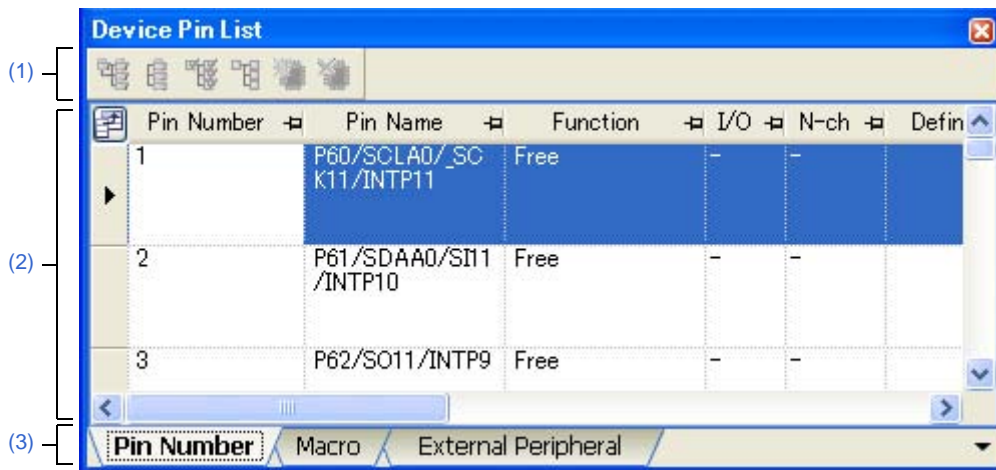 Device Pin List
(1)
Pin Number Pin Name Function I/O N-ch Defin
1 P60/SCLA0/_SC Free - -
K11/INTP11
(2)
2 P61/SDAA0/SI11 Free - -
/INTP10
3 P62/SO11/INTP9 Free - -
(3)
Pin Number Macro External Peripheral